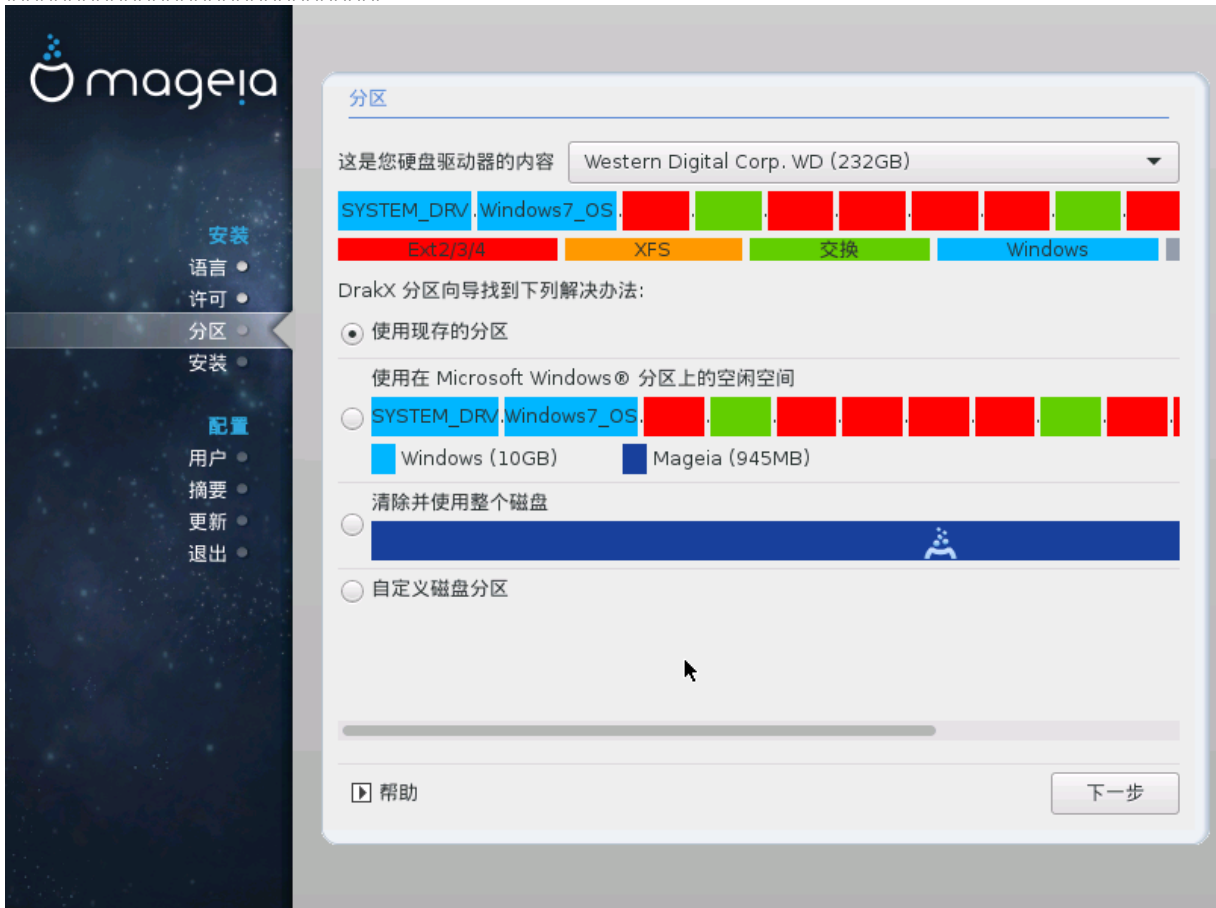 mageia
安装
语言
许可
分区
安装
配置
用户
摘要
更新
退出
分区
这是您硬盘驱动器的内容 Western Digital Corp. WD (232GB)
SYSTEM_DRV Windows7_OS
Ext2/3/4 XFS 交换 Windows
DrakX 分区向导找到下列解决办法:
使用现存的分区
使用在 Microsoft Windows® 分区上的空闲空间
SYSTEM_DRV Windows7_OS
Windows (10GB) Mageia (945MB)
清除并使用整个磁盘
自定义磁盘分区
帮助 下一步